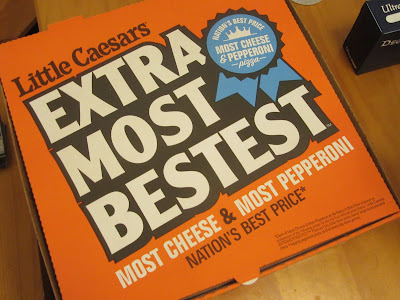 Little Caesars
EXTRA
MOST
BESTEST
NATION'S BEST PRICE
MOST CHEESE
& PEPPERONI
pizza
MOST CHEESE & MOST PEPPERONI
NATION'S BEST PRICE*
Ultra